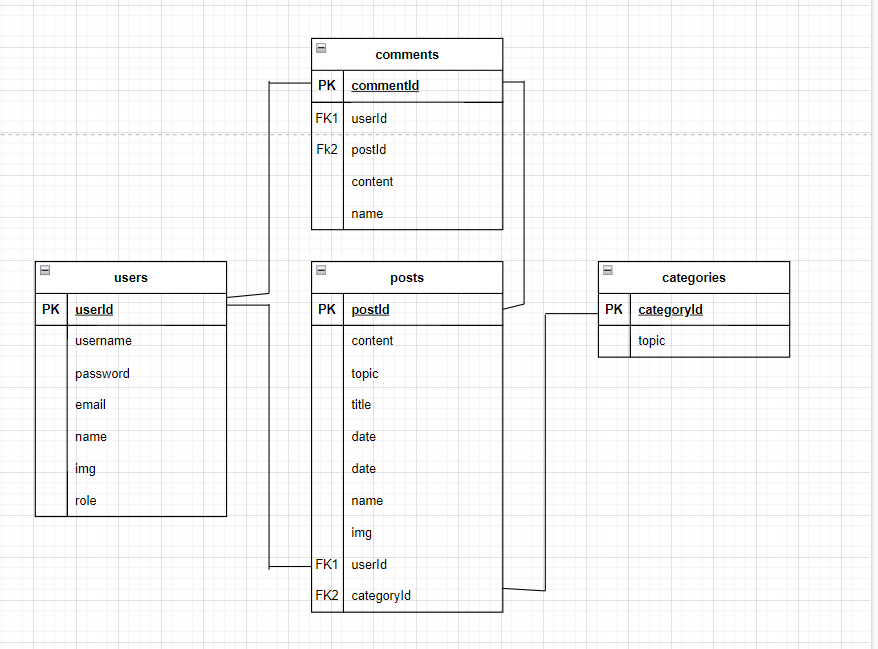 comments
PK commentId
FK1 userId
Fk2 postId
content
name
users
PK userId
username
password
email
name
img
role
posts
PK postId
content
topic
title
date
date
name
img
FK1 userId
FK2 categoryId
categories
PK categoryId
topic